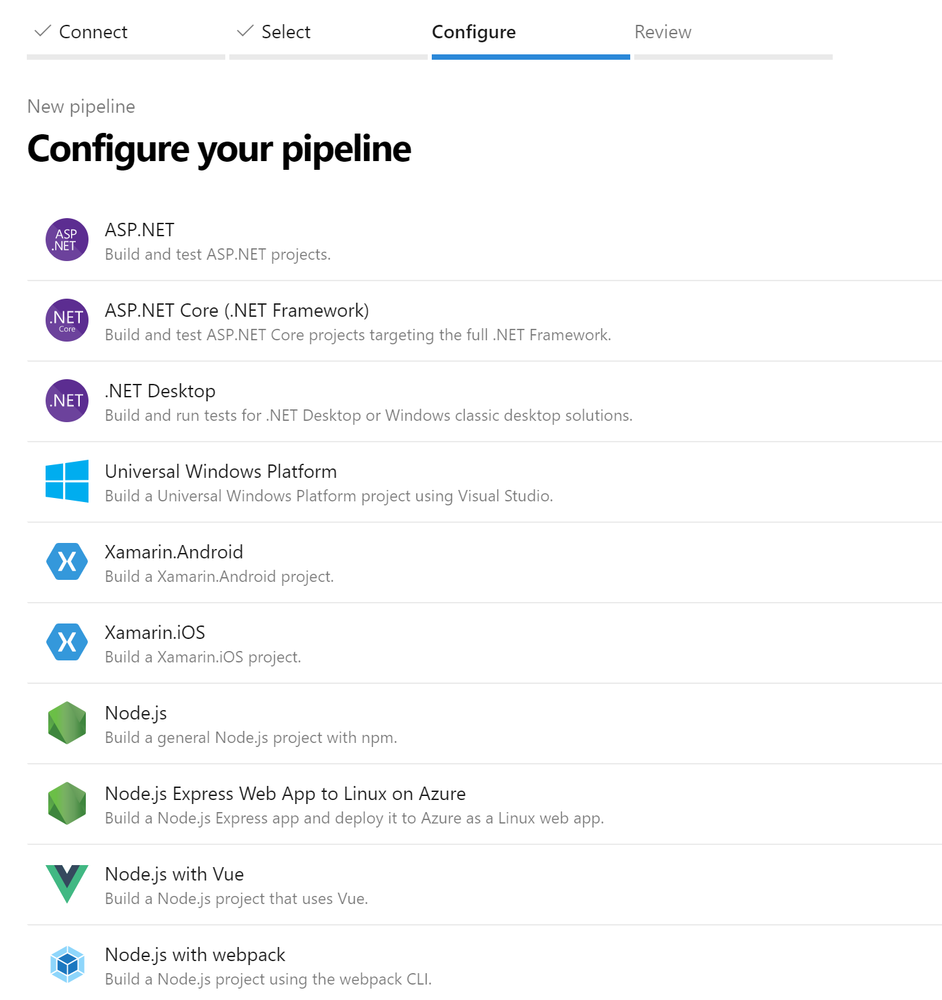 Connect
Select
Configure
Review
New pipeline
Configure your pipeline
ASP
.NET
ASP.NET
Build and test ASP.NET projects.
.NET
Core
ASP.NET Core (.NET Framework)
Build and test ASP.NET Core projects targeting the full .NET Framework.
.NET
.NET Desktop
Build and run tests for .NET Desktop or Windows classic desktop solutions.
Universal Windows Platform
Build a Universal Windows Platform project using Visual Studio.
Xamarin.Android
Build a Xamarin.Android project.
Xamarin.iOS
Build a Xamarin.iOS project.
Node.js
Build a general Node.js project with npm.
Node.js Express Web App to Linux on Azure
Build a Node.js Express app and deploy it to Azure as a Linux web app.
Node.js with Vue
Build a Node.js project that uses Vue.
Node.js with webpack
Build a Node.js project using the webpack CLI.